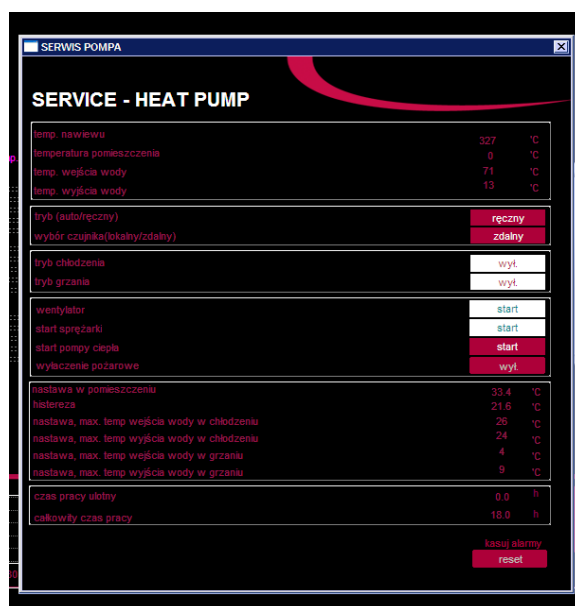 SERWIS POMPA
SERVICE - HEAT PUMP
temp. nawiewu 327 °C
temperatura pomieszczenia 0 °C
temp. wejścia wody 71 °C
temp. wyjścia wody 13 °C
tryb (auto/ręczny) ręczny
wybór czujnika(lokalny/zdalny) zdalny
tryb chłodzenia wył.
tryb grzania wył.
wentylator start
start sprężarki start
start pompy ciepła start
wyłaczenie pożarowe wył.
nastawa w pomieszczeniu 33.4 °C
histereza 21.6 °C
nastawa, max. temp wejścia wody w chłodzeniu 26 °C
nastawa, max. temp wyjścia wody w chłodzeniu 24 °C
nastawa, max. temp wejścia wody w grzaniu 4 °C
nastawa, max. temp wyjścia wody w grzaniu 9 °C
czas pracy ulotny 0.0 h
całkowity czas pracy 18.0 h
kasuj alarmy
reset